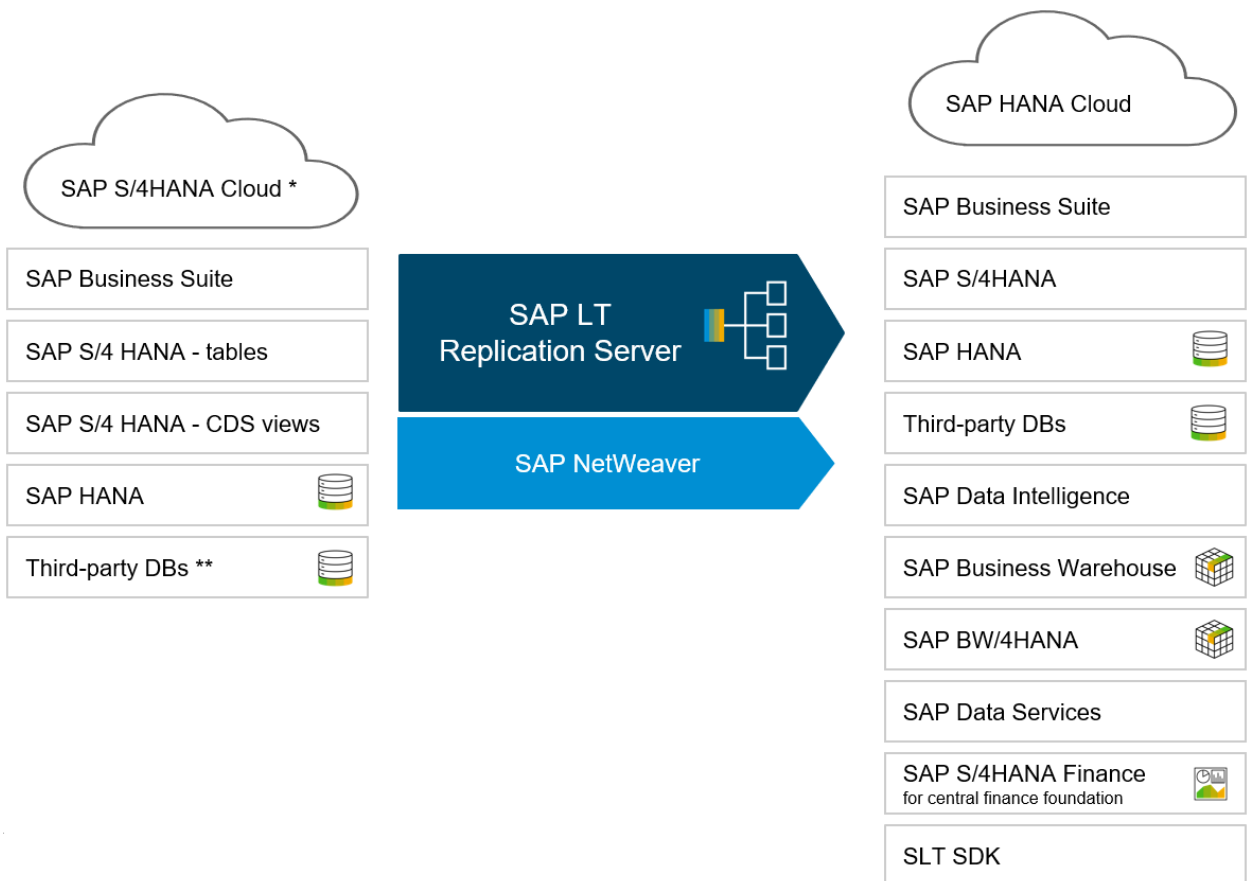 SAP S/4HANA Cloud *
SAP Business Suite
SAP S/4 HANA - tables
SAP S/4 HANA - CDS views
SAP HANA
Third-party DBs **
SAP LT
Replication Server
SAP NetWeaver
SAP HANA Cloud
SAP Business Suite
SAP S/4HANA
SAP HANA
Third-party DBs
SAP Data Intelligence
SAP Business Warehouse
SAP BW/4HANA
SAP Data Services
SAP S/4HANA Finance
for central finance foundation
SLT SDK